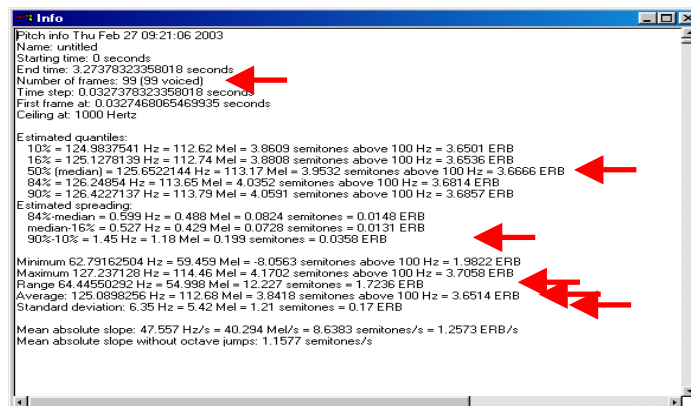 Info
Pitch info Thu Feb 27 09:21:06 2003
Name: untitled
Starting time: 0 seconds
End time: 3.27378323358018 seconds
Number of frames: 99 (99 voiced)
Time step: 0.0327378323358018 seconds
First frame at: 0.0327468065469935 seconds
Ceiling at: 1000 Hertz
Estimated quantiles:
10% = 124.9837541 Hz = 112.62 Mel = 3.8609 semitones above 100 Hz = 3.6501 ERB
16% = 125.1278139 Hz = 112.74 Mel = 3.8808 semitones above 100 Hz = 3.6536 ERB
50% (median) = 125.6522144 Hz = 113.17 Mel = 3.9532 semitones above 100 Hz = 3.6666 ERB
84% = 126.24854 Hz = 113.65 Mel = 4.0352 semitones above 100 Hz = 3.6814 ERB
90% = 126.4227137 Hz = 113.79 Mel = 4.0591 semitones above 100 Hz = 3.6857 ERB
Estimated spreading:
84%-median = 0.599 Hz = 0.488 Mel = 0.0824 semitones = 0.0148 ERB
median-16% = 0.527 Hz = 0.429 Mel = 0.0728 semitones = 0.0131 ERB
90%-10% = 1.45 Hz = 1.18 Mel = 0.199 semitones = 0.0358 ERB
Minimum 62.79162504 Hz = 59.459 Mel = -8.0563 semitones above 100 Hz = 1.9822 ERB
Maximum 127.237128 Hz = 114.46 Mel = 4.1702 semitones above 100 Hz = 3.7058 ERB
Range 64.44550292 Hz = 54.998 Mel = 12.227 semitones = 1.7236 ERB
Average: 125.0898256 Hz = 112.68 Mel = 3.8418 semitones above 100 Hz = 3.6514 ERB
Standard deviation: 6.35 Hz = 5.42 Mel = 1.21 semitones = 0.17 ERB
Mean absolute slope: 47.557 Hz/s = 40.294 Mel/s = 8.6383 semitones/s = 1.2573 ERB/s
Mean absolute slope without octave jumps: 1.1577 semitones/s